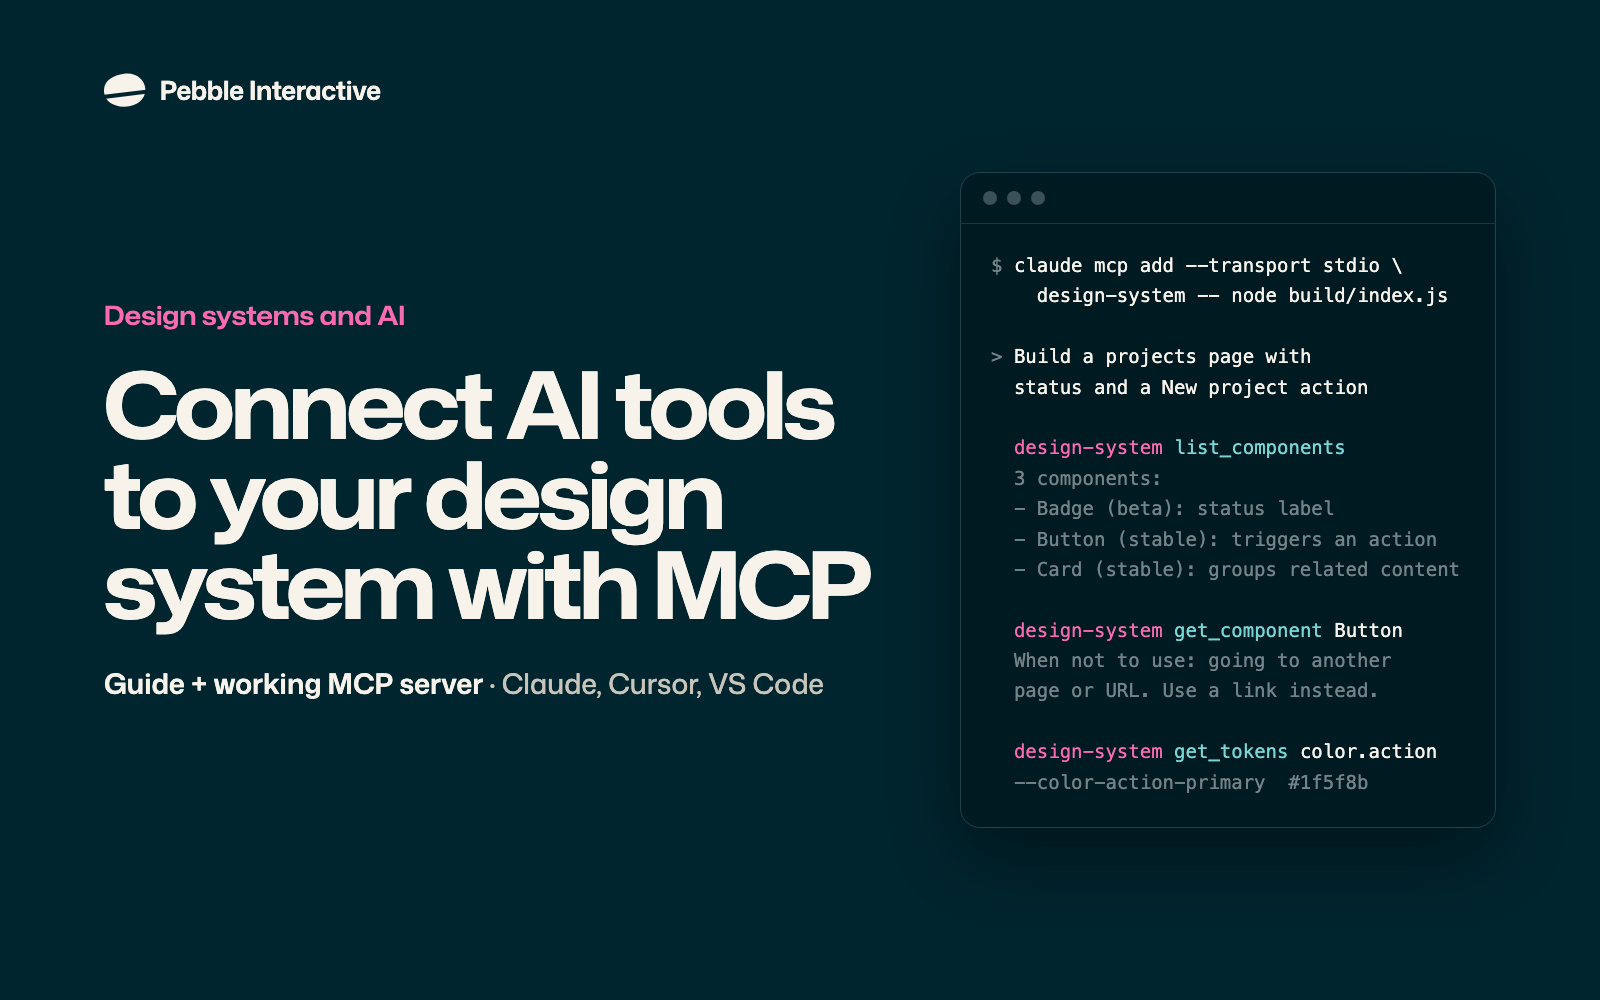 Pebble Interactive
Design systems and AI
Connect AI tools
to your design
system with MCP
Guide + working MCP server · Claude, Cursor, VS Code
$ claude mcp add --transport stdio \
design-system -- node build/index.js
> Build a projects page with
status and a New project action
design-system list_components
3 components:
- Badge (beta): status label
- Button (stable): triggers an action
- Card (stable): groups related content
design-system get_component Button
When not to use: going to another
page or URL. Use a link instead.
design-system get_tokens color.action
--color-action-primary  #1f5f8b